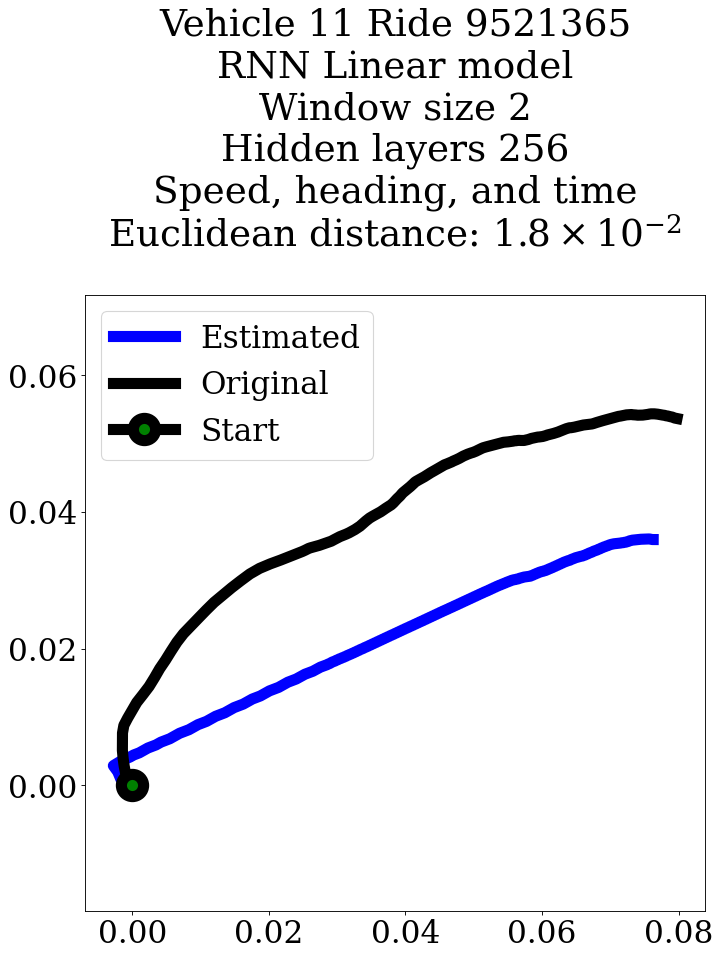 Vehicle 11 Ride 9521365
RNN Linear model
Window size 2
Hidden layers 256
Speed, heading, and time
Euclidean distance: 1.8 × 10⁻²
Estimated
Original
Start
0.06
0.04
0.02
0.00
0.00 0.02 0.04 0.06 0.08